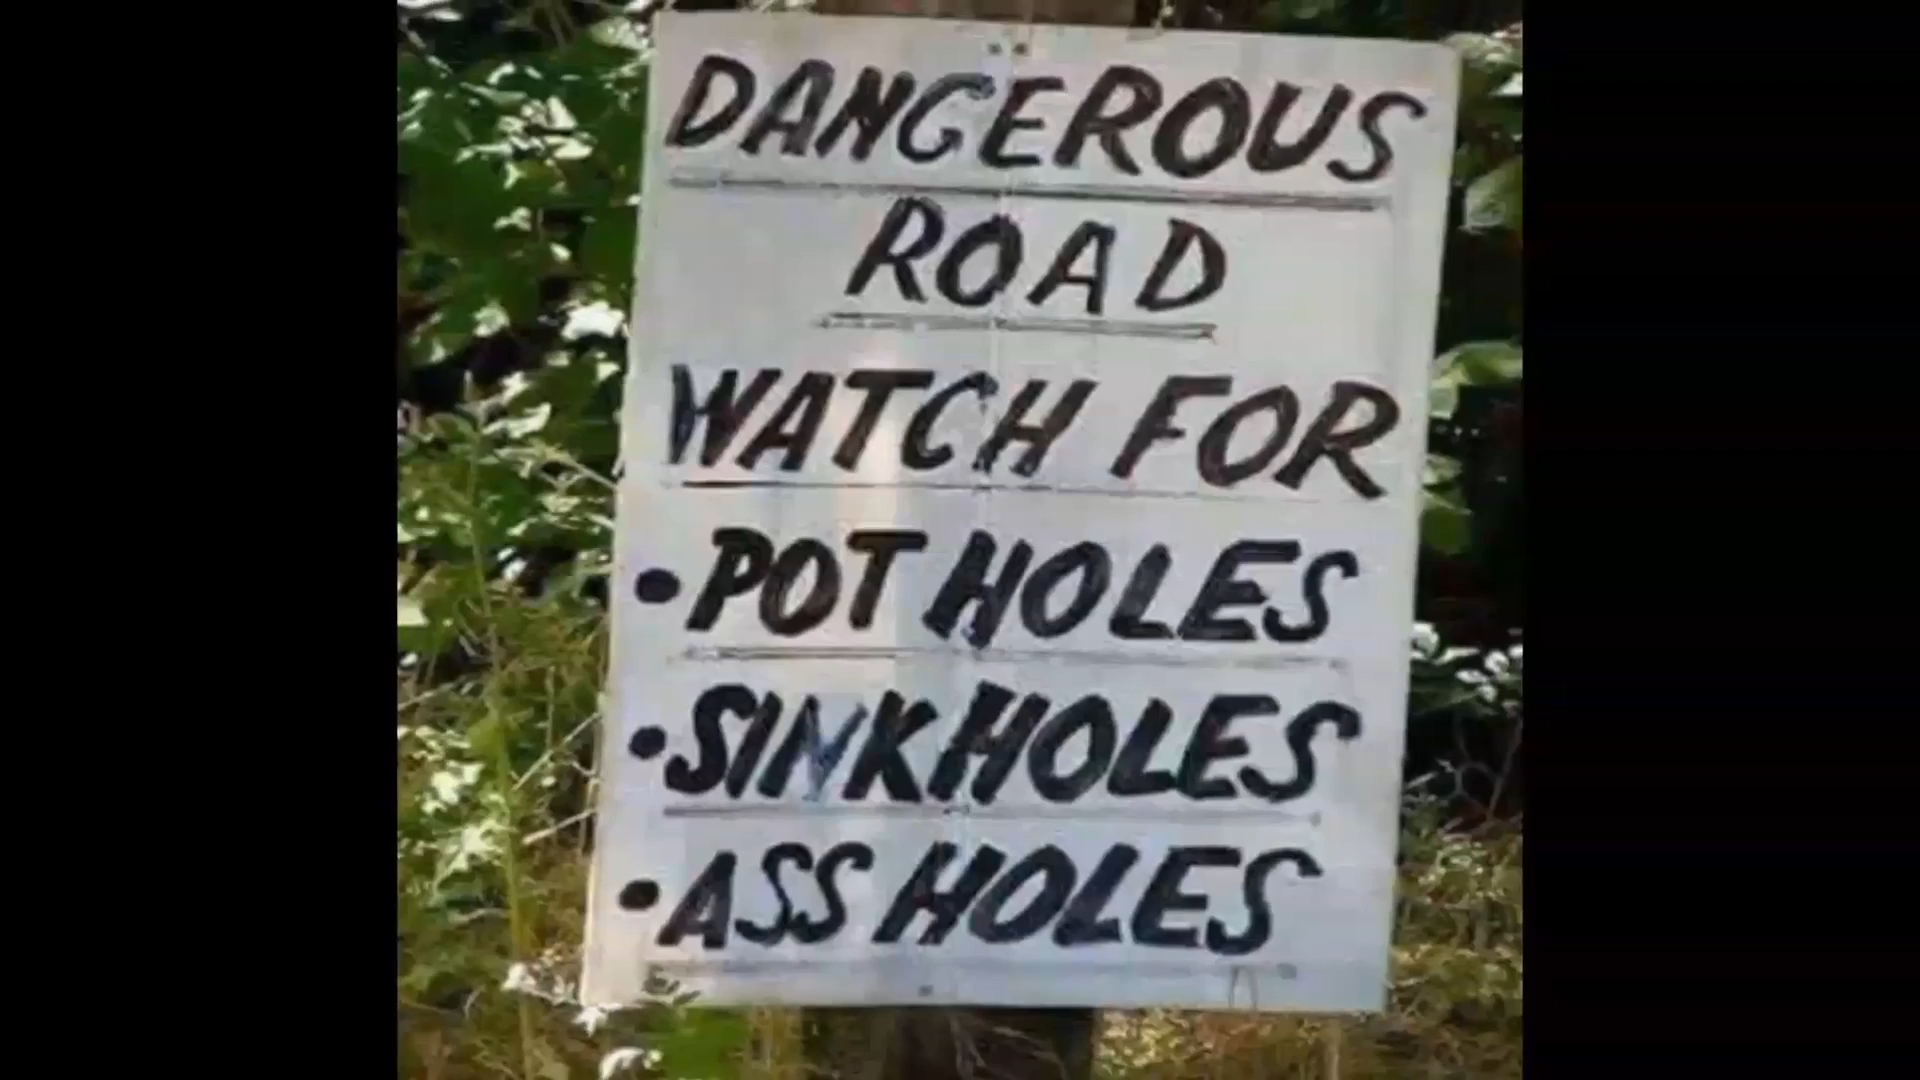 DANGEROUS
ROAD
WATCH FOR
•POT HOLES
•SINKHOLES
•ASS HOLES